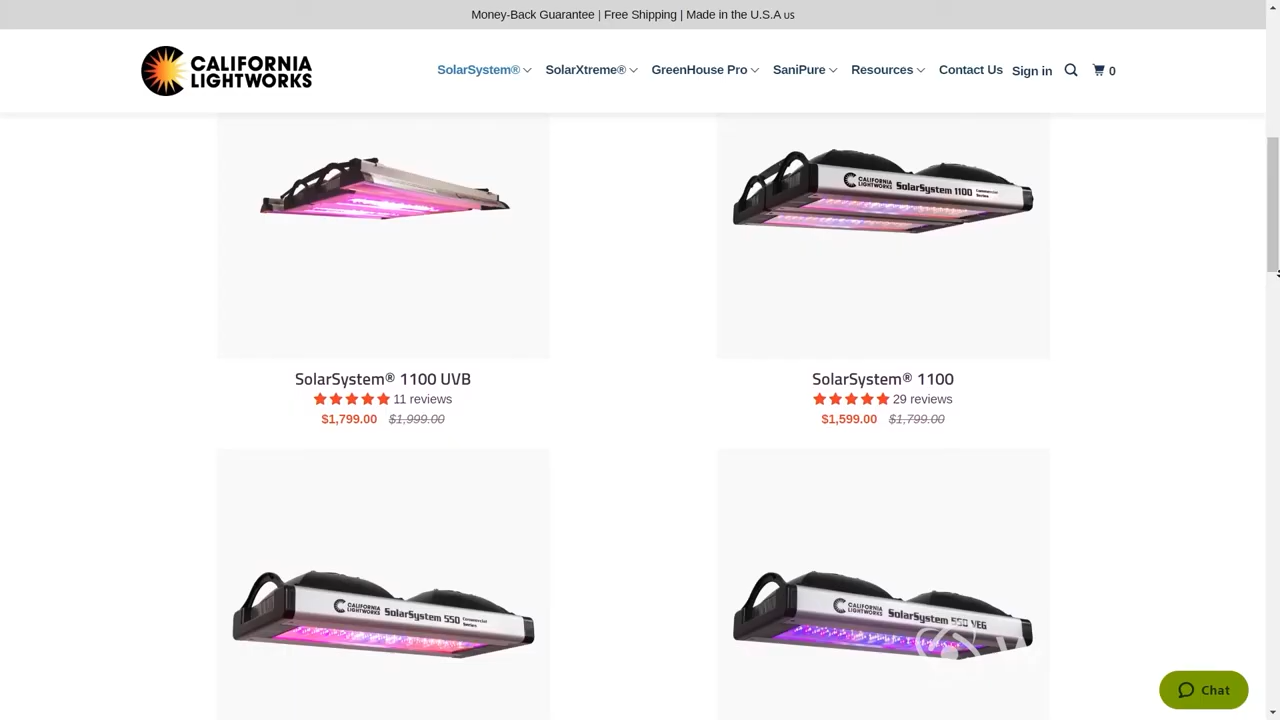 Money-Back Guarantee | Free Shipping | Made in the U.S.A us
CALIFORNIA
LIGHTWORKS
SolarSystem® SolarXtreme® GreenHouse Pro SaniPure Resources Contact Us Sign in 0
CALIFORNIA
LIGHTWORKS SolarSystem 1100 Commercial
Series
SolarSystem® 1100 UVB
11 reviews
$1,799.00 $1,999.00
SolarSystem® 1100
29 reviews
$1,599.00 $1,799.00
CALIFORNIA
LIGHTWORKS SolarSystem 550 Commercial
Series
CALIFORNIA
LIGHTWORKS SolarSystem 550 VEG
Chat